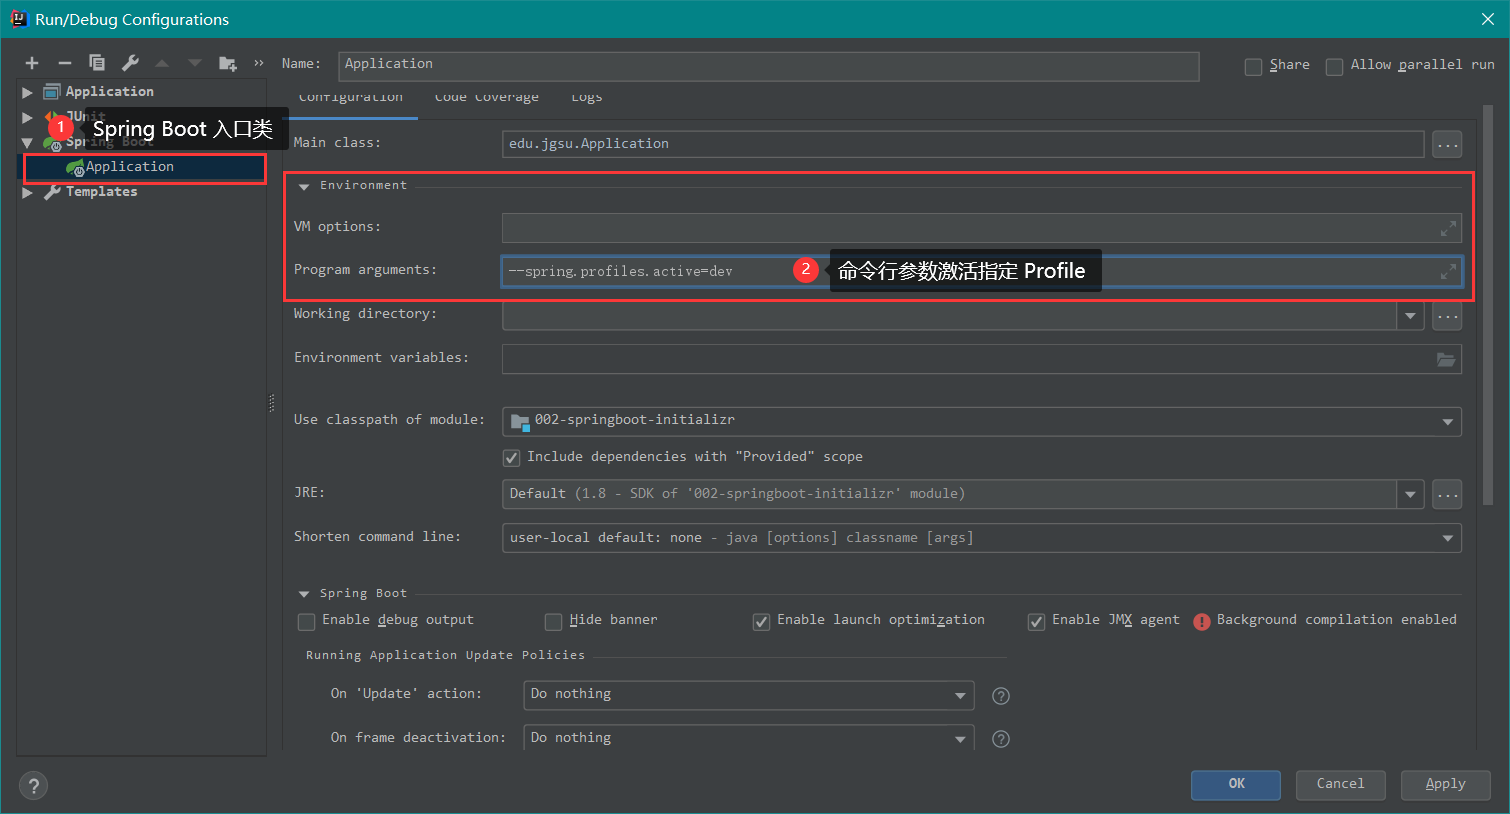 Run/Debug Configurations
Name: Application
Share
Allow parallel run
Application
JUnit
1 Spring Boot 入口类
Spring Boot
Application
Templates
Configuration Code Coverage Logs
Main class: edu.jgsu.Application
Environment
VM options:
Program arguments: --spring.profiles.active=dev
2 命令行参数激活指定 Profile
Working directory:
Environment variables:
Use classpath of module: 002-springboot-initializr
Include dependencies with "Provided" scope
JRE: Default (1.8 - SDK of '002-springboot-initializr' module)
Shorten command line: user-local default: none - java [options] classname [args]
Spring Boot
Enable debug output Hide banner Enable launch optimization Enable JMX agent Background compilation enabled
Running Application Update Policies
On 'Update' action: Do nothing
On frame deactivation: Do nothing
OK Cancel Apply